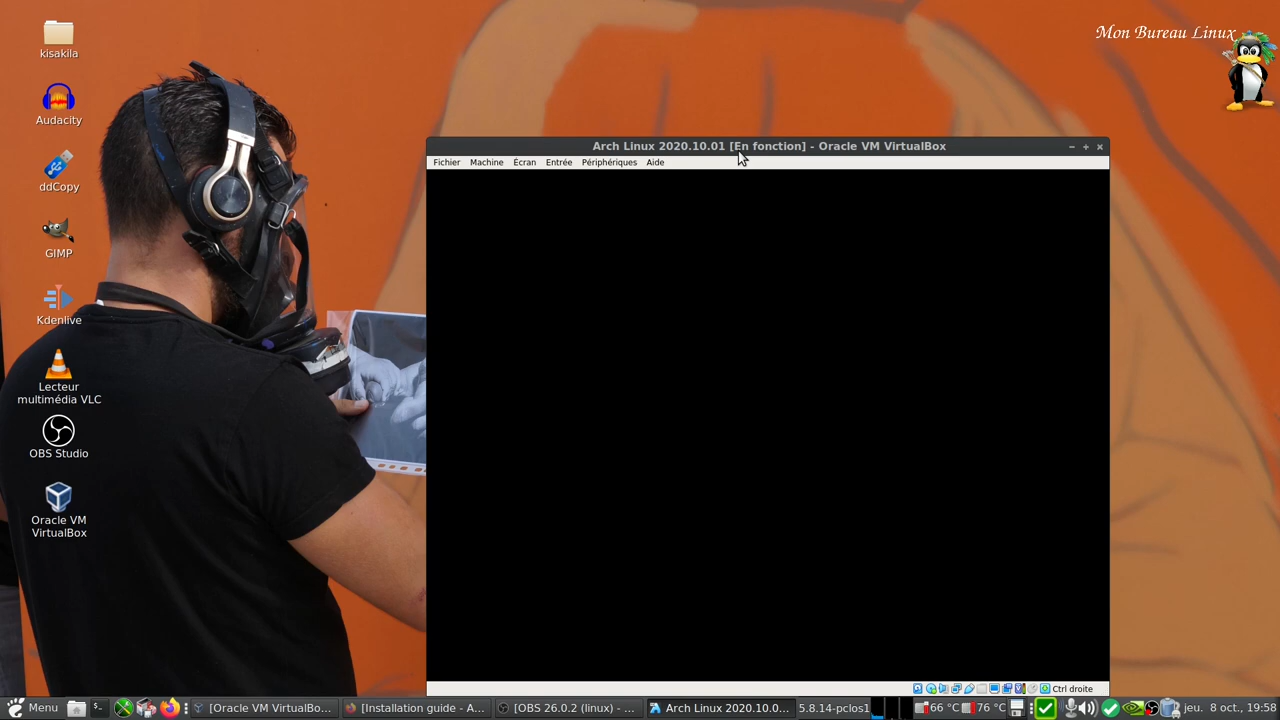 kisakila
Audacity
ddCopy
GIMP
Kdenlive
Lecteur
multimédia VLC
OBS Studio
Oracle VM
VirtualBox
Mon Bureau Linux
Arch Linux 2020.10.01 [En fonction] - Oracle VM VirtualBox
Fichier Machine Écran Entrée Périphériques Aide
Ctrl droite
Menu [Oracle VM VirtualBo... [Installation guide - A... [OBS 26.0.2 (linux) - ... Arch Linux 2020.10.0... 5.8.14-pclos1 66 °C 76 °C jeu. 8 oct., 19:58